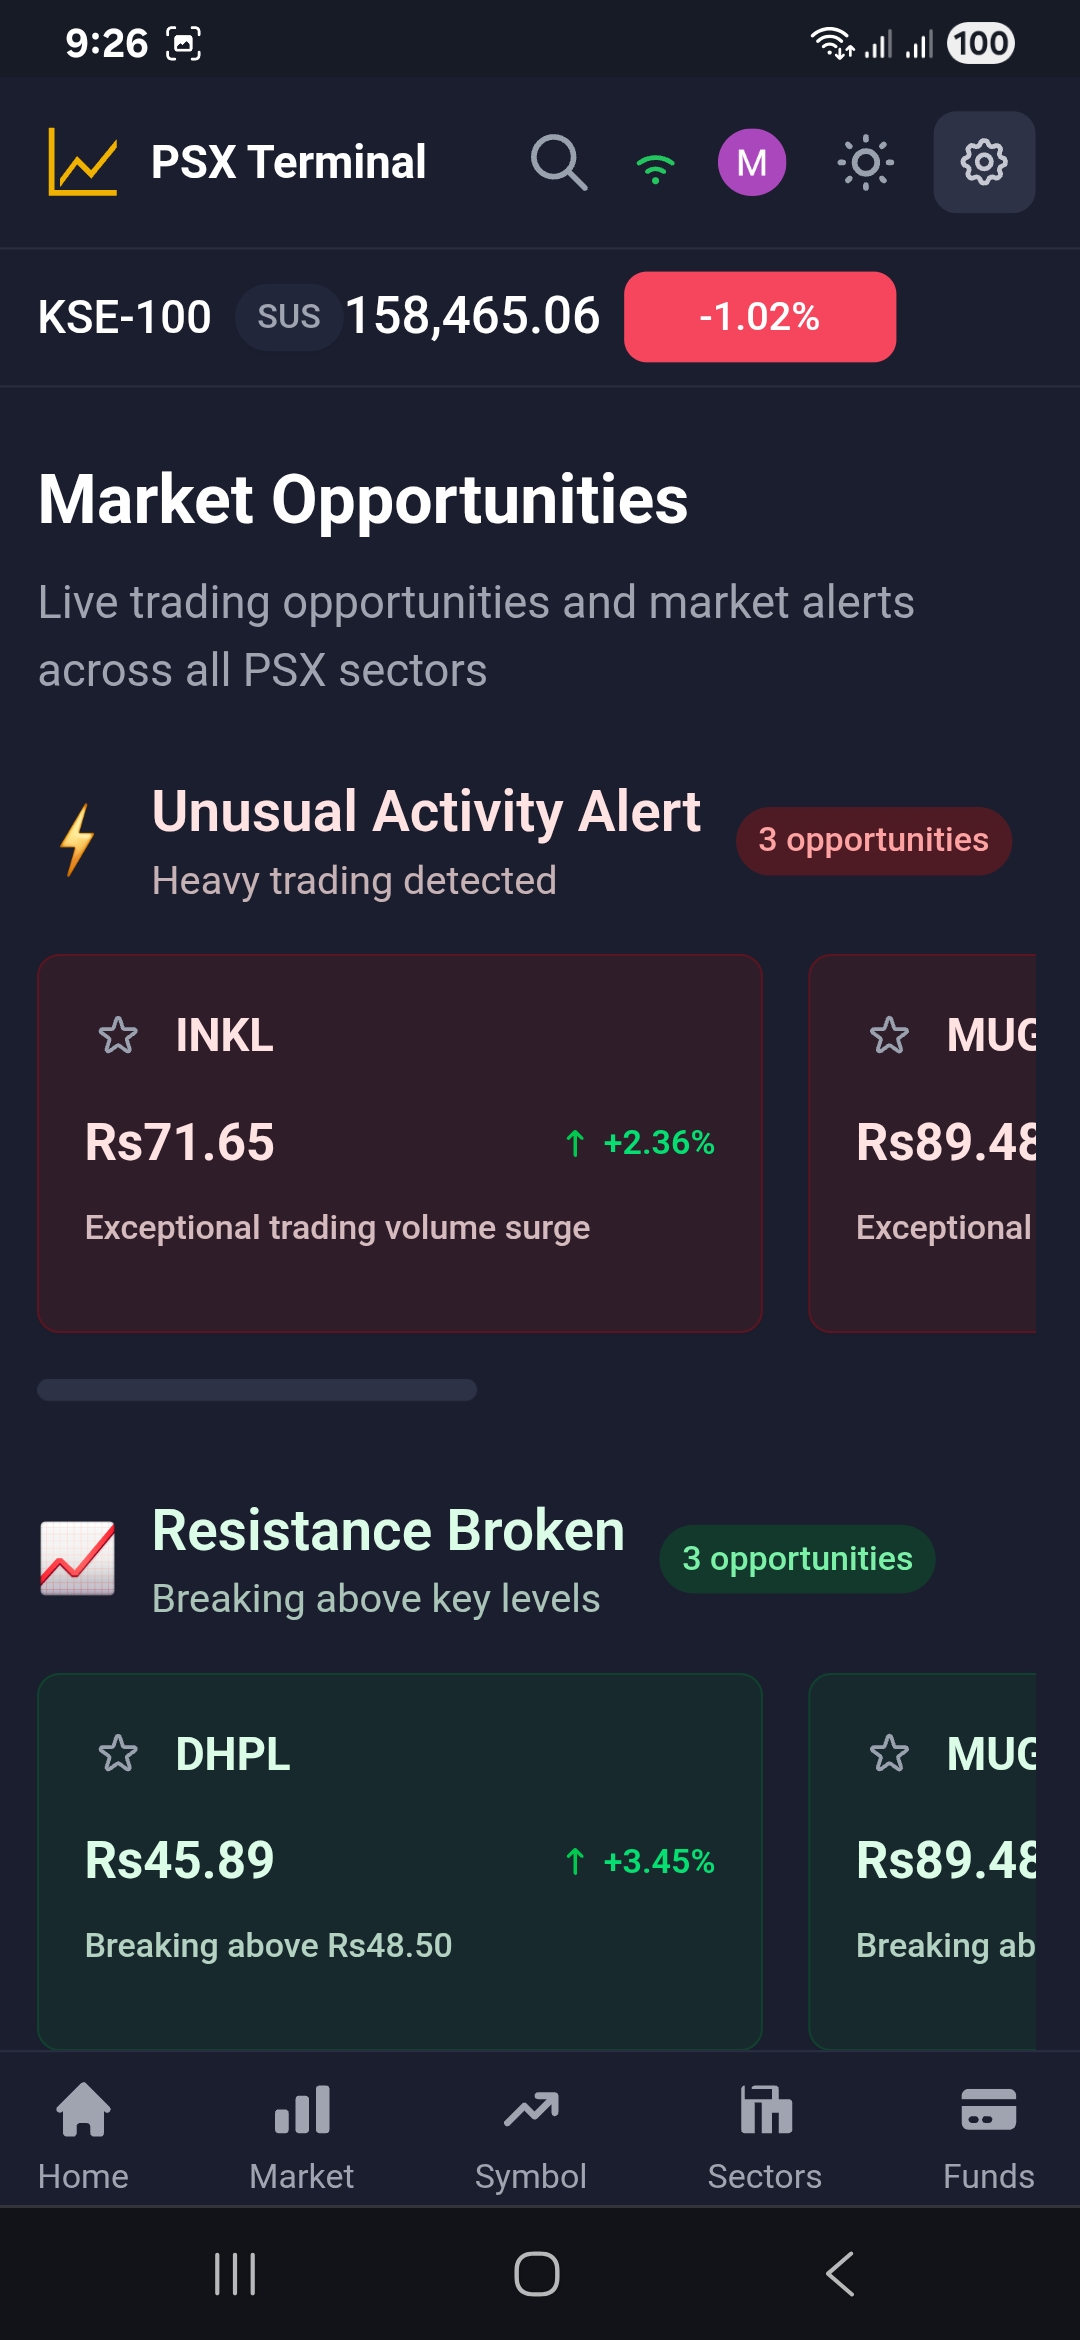 9:26
100
PSX Terminal
M
KSE-100 SUS 158,465.06 -1.02%
Market Opportunities
Live trading opportunities and market alerts
across all PSX sectors
Unusual Activity Alert
Heavy trading detected
3 opportunities
INKL
Rs71.65 ↑ +2.36%
Exceptional trading volume surge
MUG
Rs89.48
Exceptional
Resistance Broken
Breaking above key levels
3 opportunities
DHPL
Rs45.89 ↑ +3.45%
Breaking above Rs48.50
MUG
Rs89.48
Breaking ab
Home Market Symbol Sectors Funds